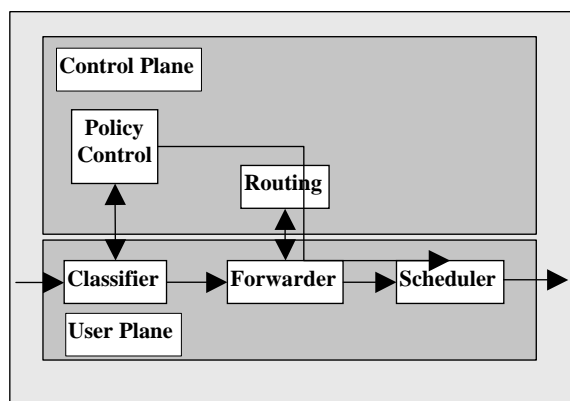 Control Plane
Policy
Control
Routing
Classifier
Forwarder
Scheduler
User Plane